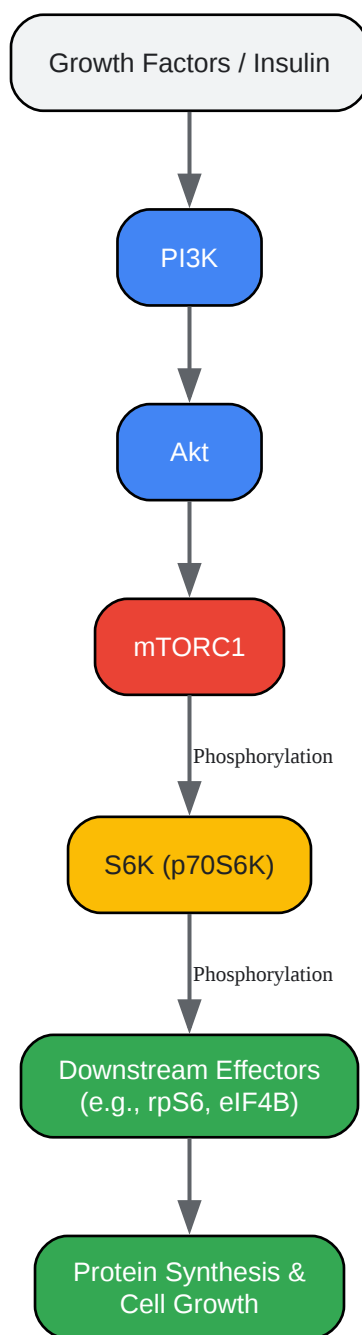 Growth Factors / Insulin
PI3K
Akt
mTORC1
Phosphorylation
S6K (p70S6K)
Phosphorylation
Downstream Effectors
(e.g., rpS6, eIF4B)
Protein Synthesis &
Cell Growth